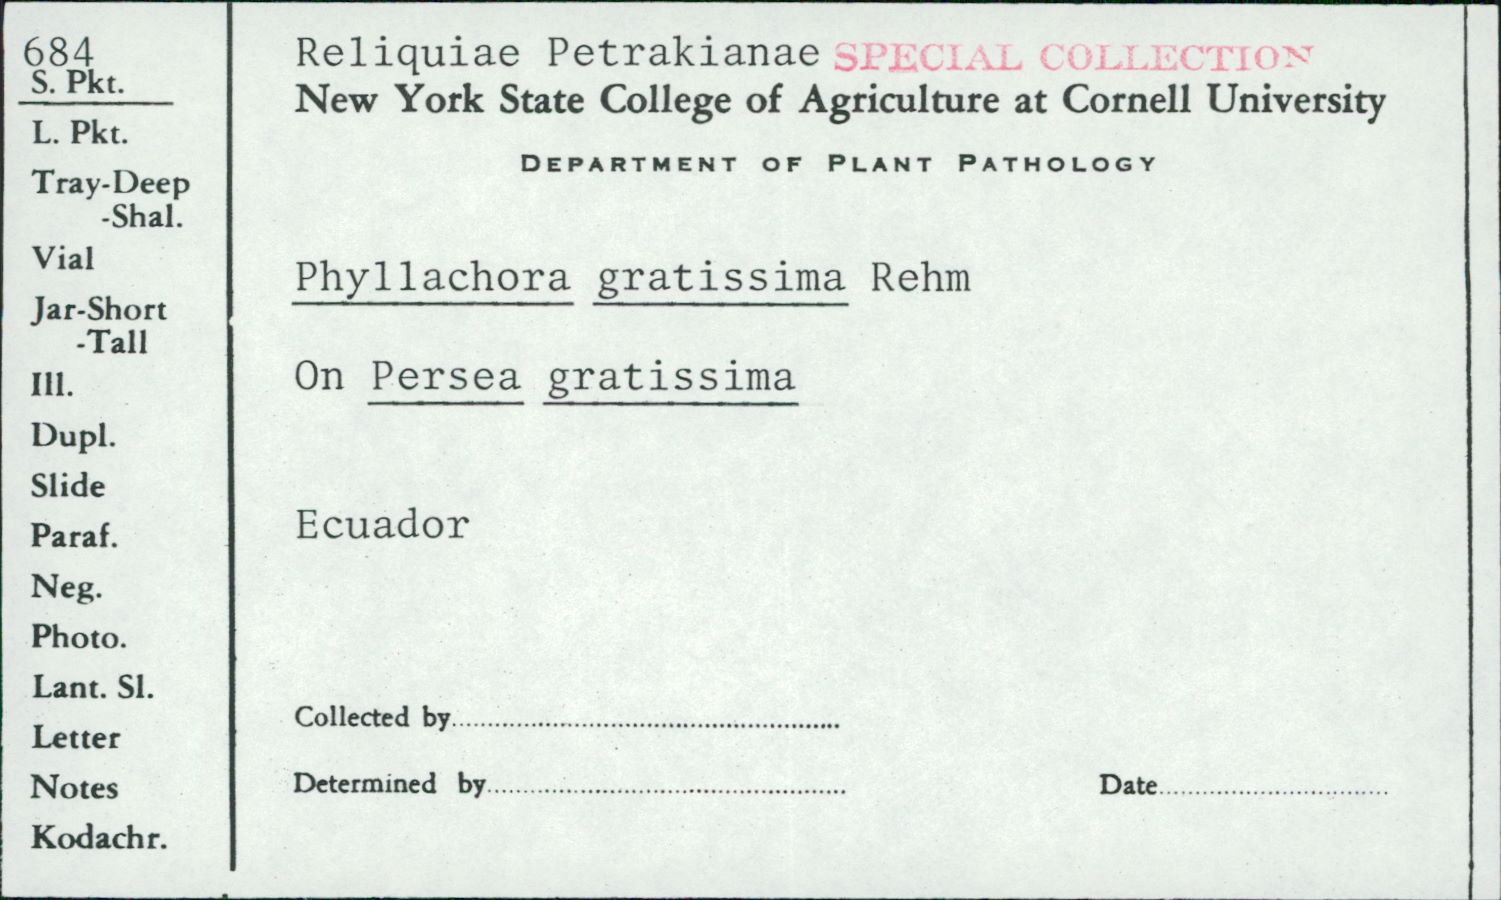 684
S. Pkt.
L. Pkt.
Tray-Deep
-Shal.
Vial
Jar-Short
-Tall
Ill.
Dupl.
Slide
Paraf.
Neg.
Photo.
Lant. Sl.
Letter
Notes
Kodachr.
Reliquiae Petrakianae SPECIAL COLLECTION
New York State College of Agriculture at Cornell University
DEPARTMENT OF PLANT PATHOLOGY
Phyllachora gratissima Rehm
On Persea gratissima
Ecuador
Collected by
Determined by Date